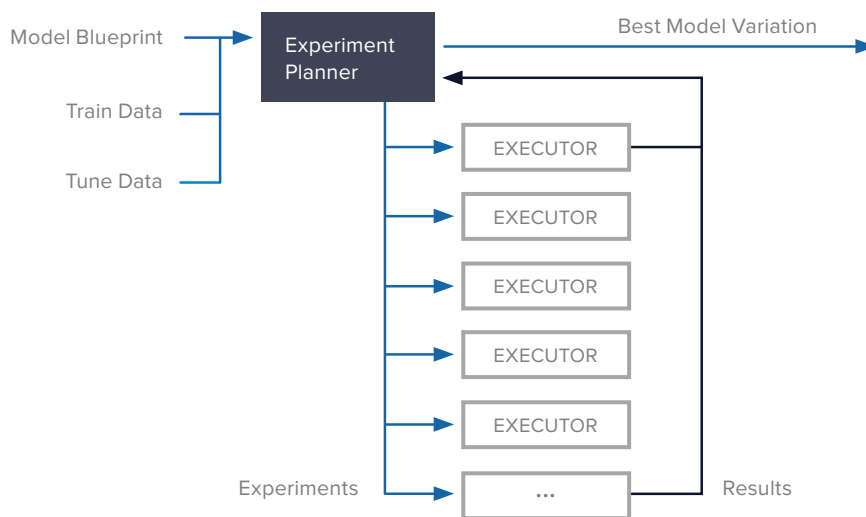 Model Blueprint
Train Data
Tune Data
Experiment
Planner
Best Model Variation
EXECUTOR
EXECUTOR
EXECUTOR
EXECUTOR
EXECUTOR
...
Experiments
Results